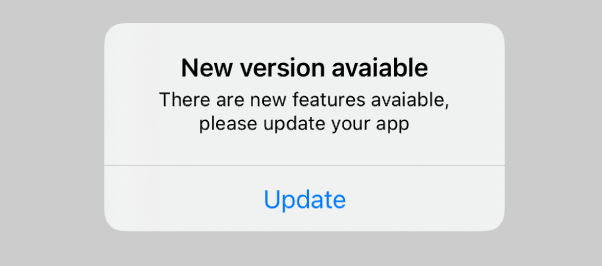 New version avaiable
There are new features avaiable,
please update your app
Update